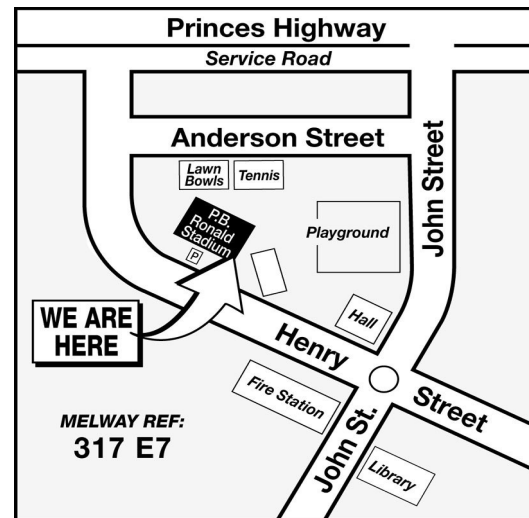 Princes Highway
Service Road
Anderson Street
John Street
Lawn
Bowls
Tennis
P.B.
Ronald
Stadium
P
Playground
Hall
WE ARE
HERE
Henry
Street
Fire Station
John St.
Library
MELWAY REF:
317 E7